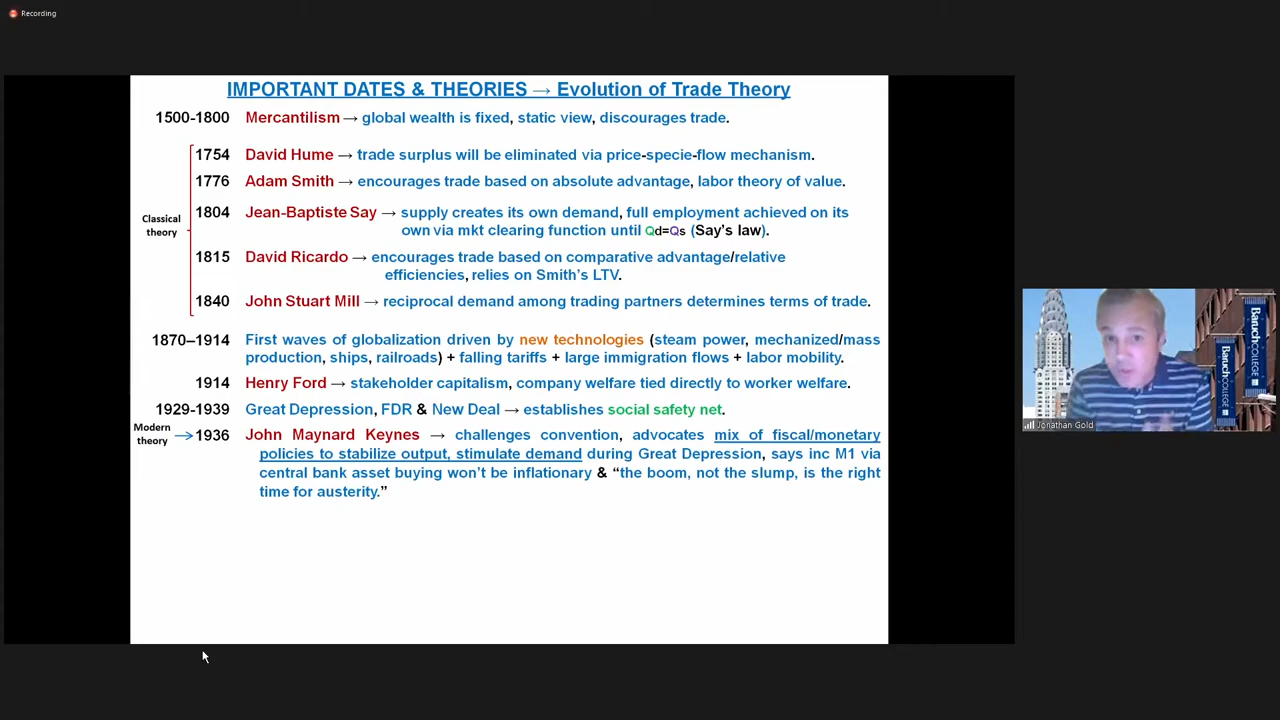 Recording
IMPORTANT DATES & THEORIES → Evolution of Trade Theory
1500-1800 Mercantilism → global wealth is fixed, static view, discourages trade.
1754 David Hume → trade surplus will be eliminated via price-specie-flow mechanism.
1776 Adam Smith → encourages trade based on absolute advantage, labor theory of value.
Classical
theory
1804 Jean-Baptiste Say → supply creates its own demand, full employment achieved on its
own via mkt clearing function until Qd=Qs (Say's law).
1815 David Ricardo → encourages trade based on comparative advantage/relative
efficiencies, relies on Smith's LTV.
1840 John Stuart Mill → reciprocal demand among trading partners determines terms of trade.
1870–1914 First waves of globalization driven by new technologies (steam power, mechanized/mass
production, ships, railroads) + falling tariffs + large immigration flows + labor mobility.
1914 Henry Ford → stakeholder capitalism, company welfare tied directly to worker welfare.
1929-1939 Great Depression, FDR & New Deal → establishes social safety net.
Modern
theory
→ 1936 John Maynard Keynes → challenges convention, advocates mix of fiscal/monetary
policies to stabilize output, stimulate demand during Great Depression, says inc M1 via
central bank asset buying won't be inflationary & “the boom, not the slump, is the right
time for austerity.”
Baruch COLLEGE
Baruch COLLEGE
Jonathan Gold